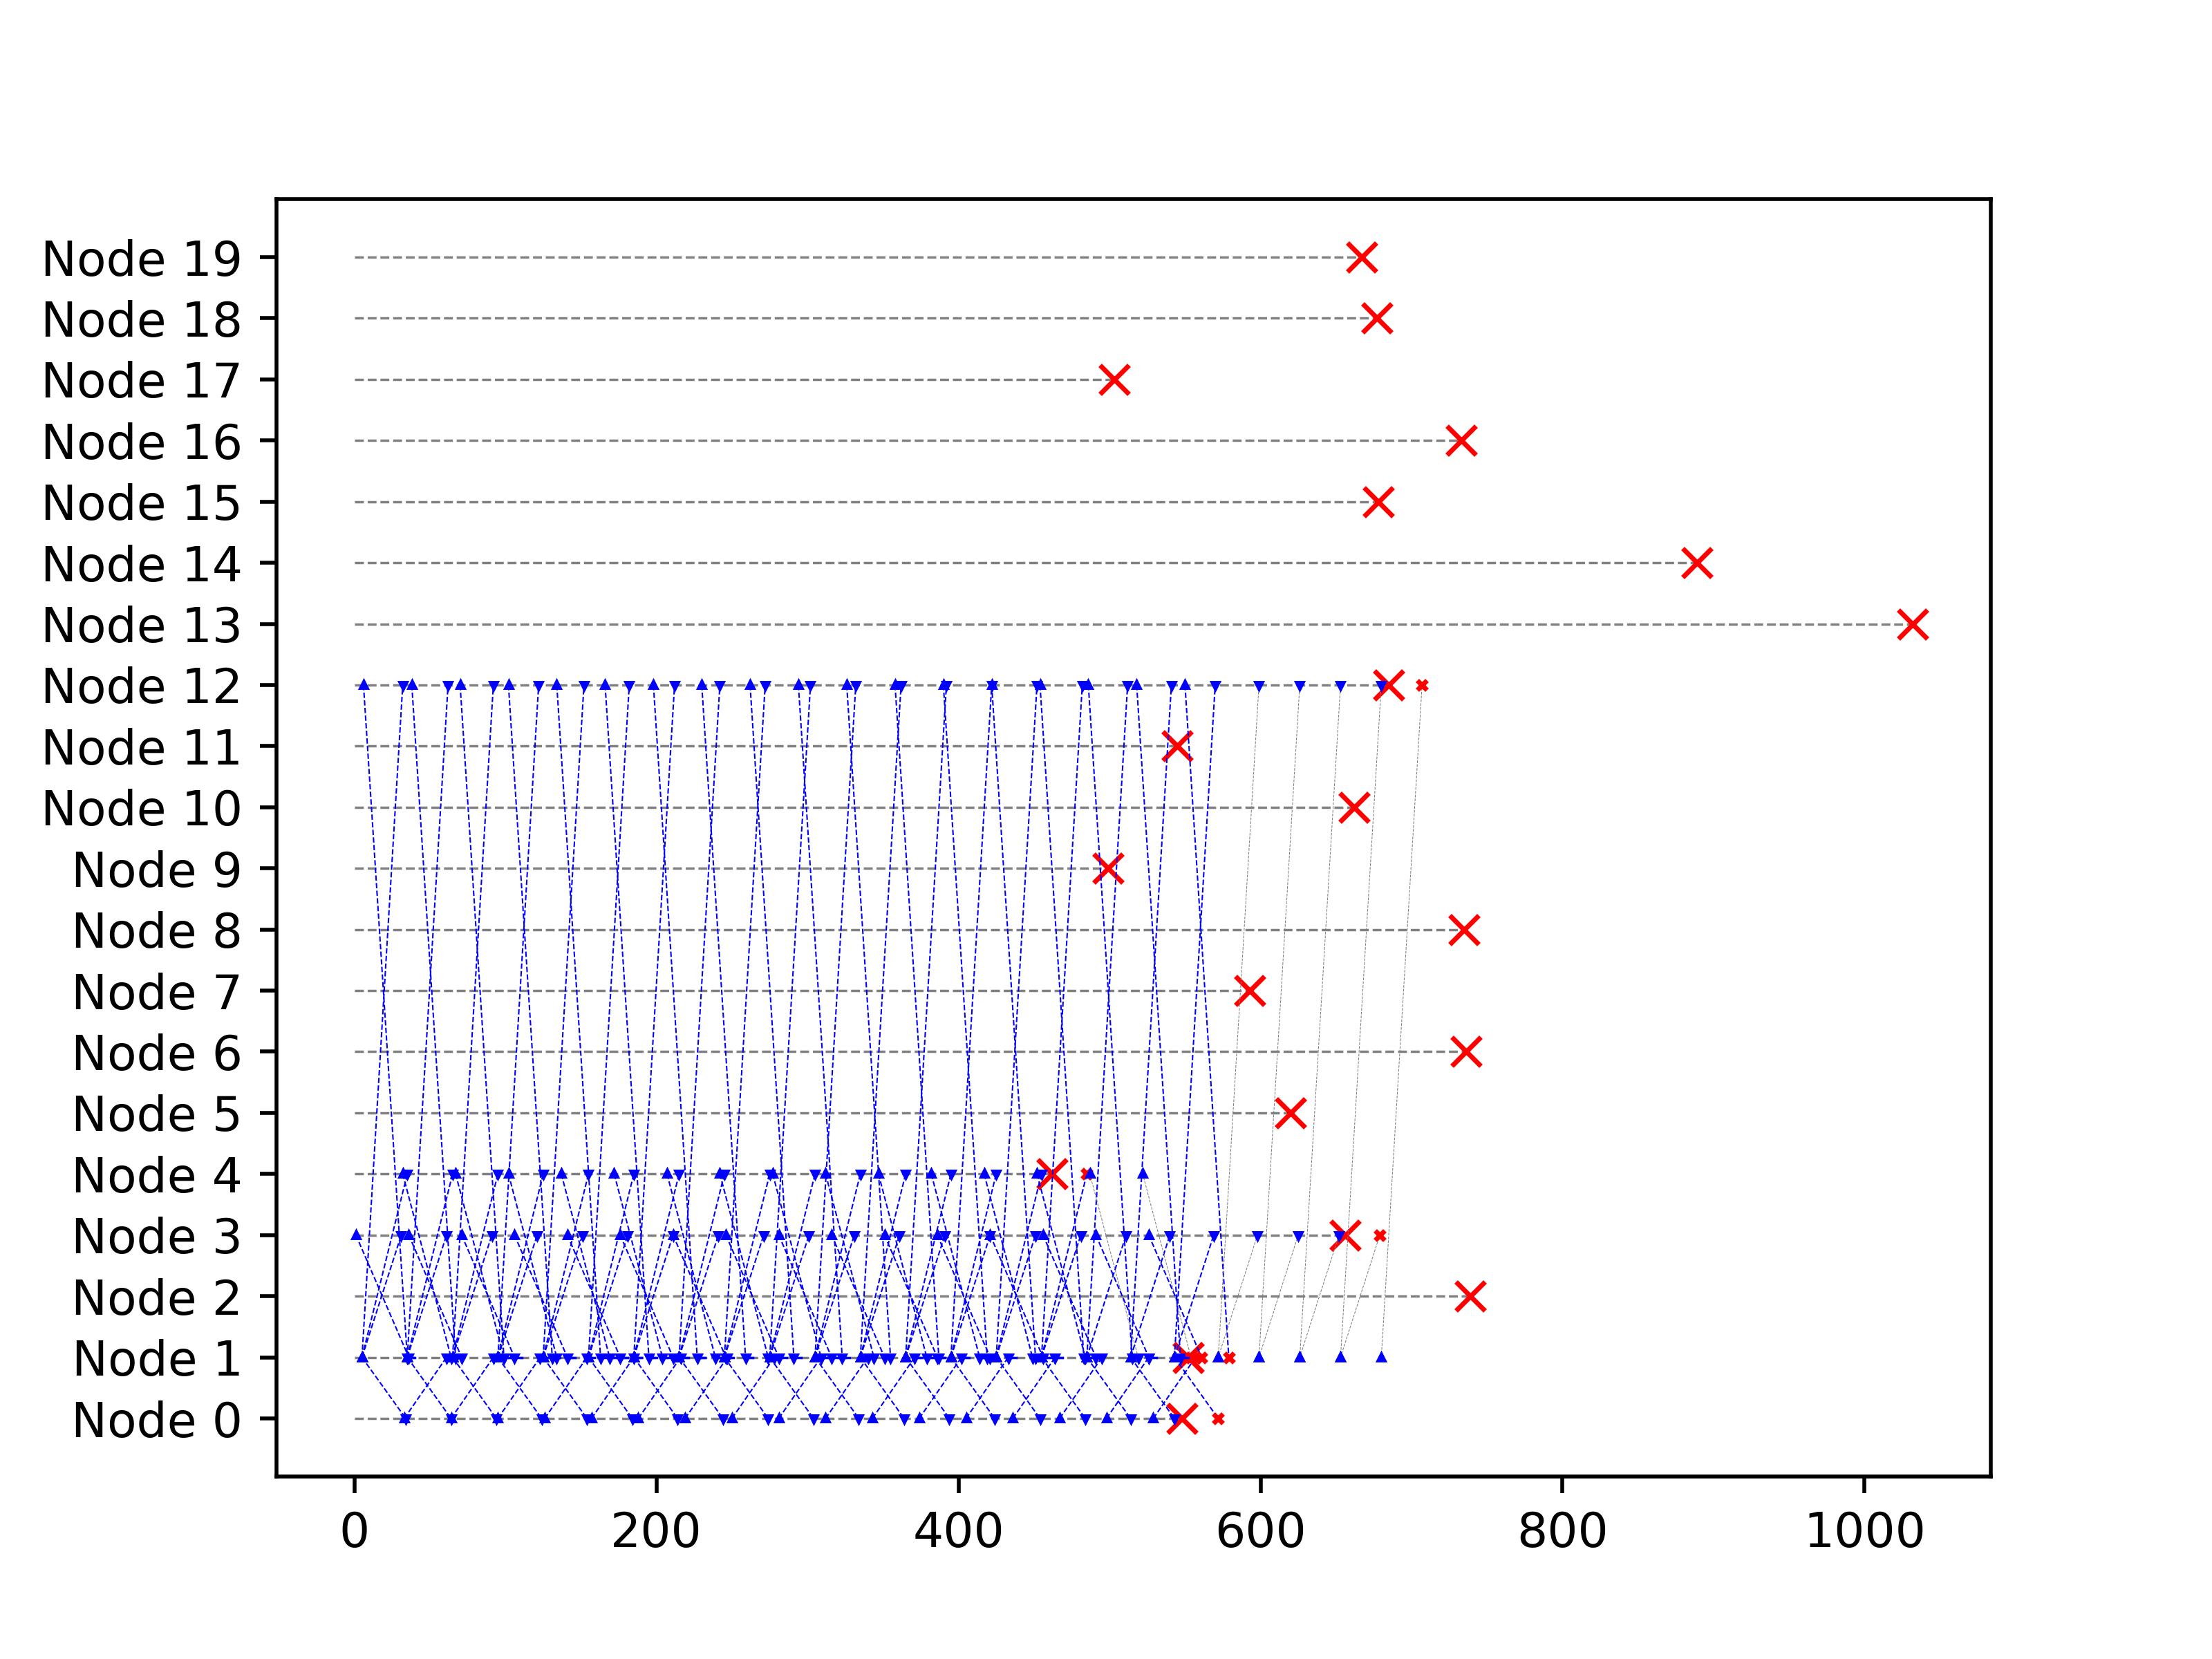 Node 19
Node 18
Node 17
Node 16
Node 15
Node 14
Node 13
Node 12
Node 11
Node 10
Node 9
Node 8
Node 7
Node 6
Node 5
Node 4
Node 3
Node 2
Node 1
Node 0
0 200 400 600 800 1000